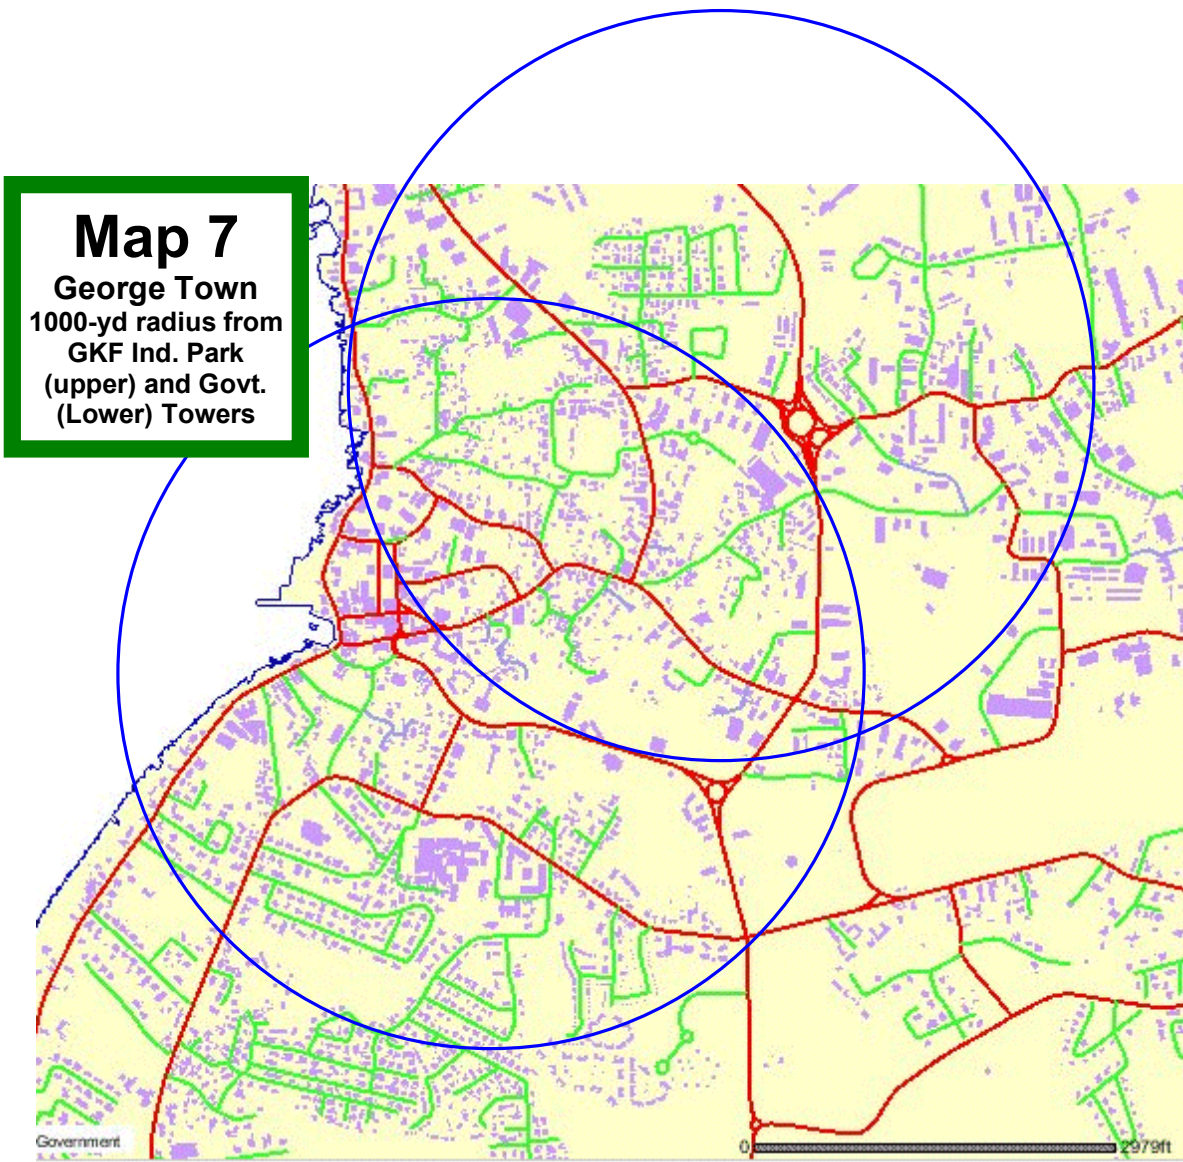 Map 7
George Town
1000-yd radius from
GKF Ind. Park
(upper) and Govt.
(Lower) Towers
Government
0 2979ft